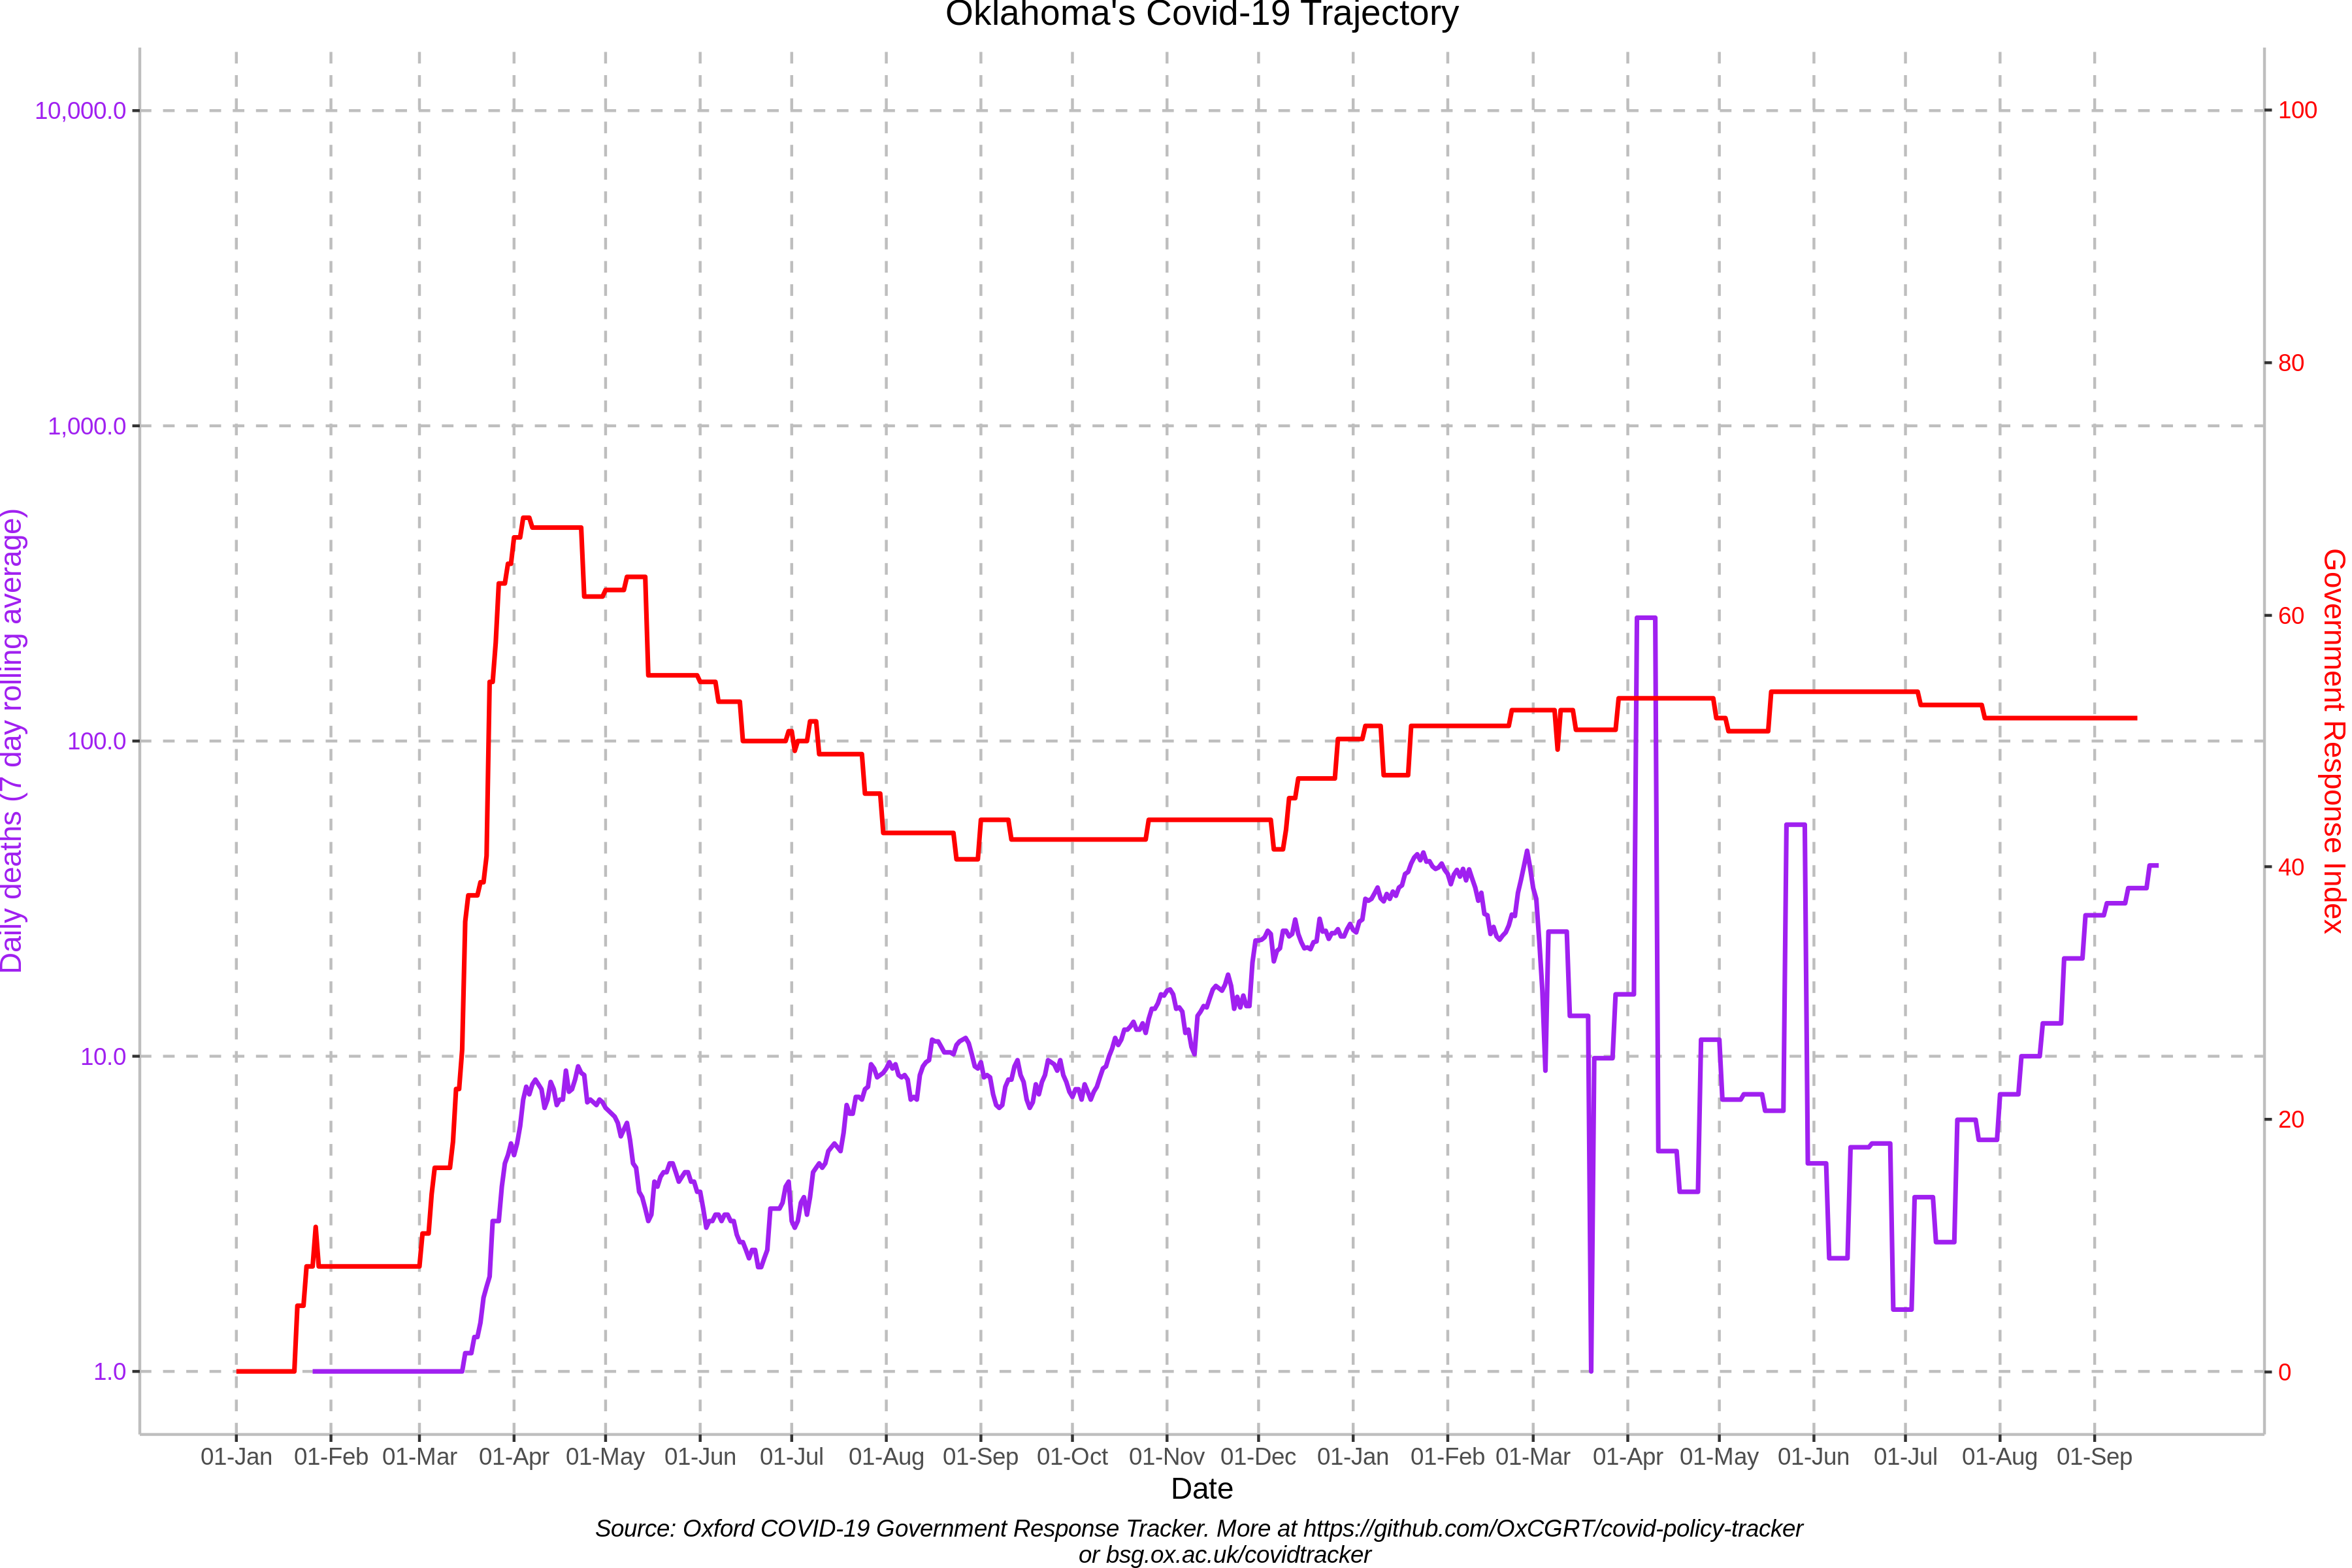 Oklahoma's Covid-19 Trajectory
10,000.0
1,000.0
100.0
10.0
1.0
Daily deaths (7 day rolling average)
100
80
60
40
20
0
Government Response Index
01-Jan 01-Feb 01-Mar 01-Apr 01-May 01-Jun 01-Jul 01-Aug 01-Sep 01-Oct 01-Nov 01-Dec 01-Jan 01-Feb 01-Mar 01-Apr 01-May 01-Jun 01-Jul 01-Aug 01-Sep
Date
Source: Oxford COVID-19 Government Response Tracker. More at https://github.com/OxCGRT/covid-policy-tracker
or bsg.ox.ac.uk/covidtracker